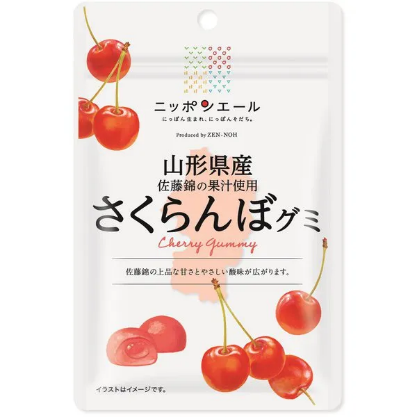 ニッポンエール
にっぽん生まれ、にっぽんそだち。
Produced by ZEN-NOH
山形県産
佐藤錦の果汁使用
さくらんぼグミ
Cherry Gummy
佐藤錦の上品な甘さとやさしい酸味が広がります。
イラストはイメージです。